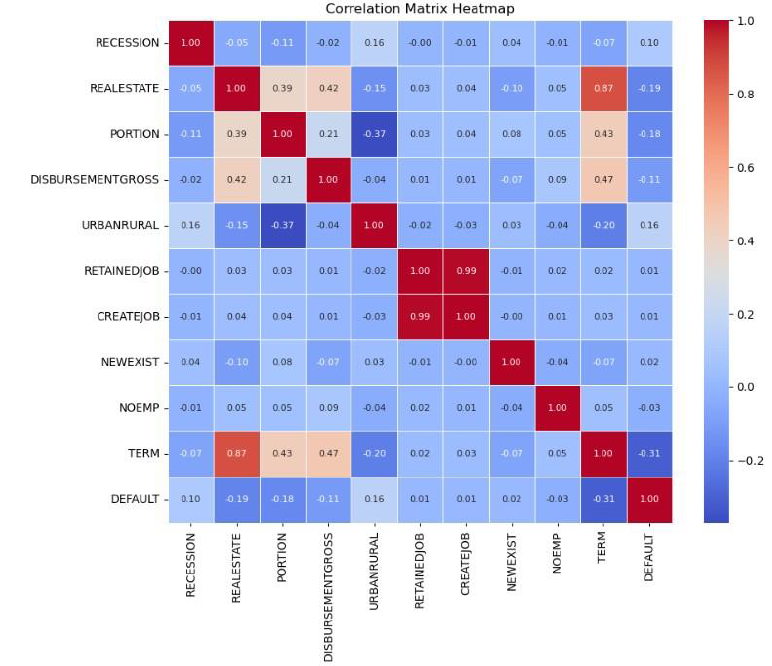 Correlation Matrix Heatmap
RECESSION 1.00 -0.05 -0.11 -0.02 0.16 -0.00 -0.01 0.04 -0.01 -0.07 0.10
REALESTATE -0.05 1.00 0.39 0.42 -0.15 0.03 0.04 -0.10 0.05 0.87 -0.19
PORTION -0.11 0.39 1.00 0.21 -0.37 0.03 0.04 0.08 0.05 0.43 -0.18
DISBURSEMENTGROSS -0.02 0.42 0.21 1.00 -0.04 0.01 0.01 -0.07 0.09 0.47 -0.11
URBANRURAL 0.16 -0.15 -0.37 -0.04 1.00 -0.02 -0.03 0.03 -0.04 -0.20 0.16
RETAINEDJOB -0.00 0.03 0.03 0.01 -0.02 1.00 0.99 -0.01 0.02 0.02 0.01
CREATEJOB -0.01 0.04 0.04 0.01 -0.03 0.99 1.00 -0.00 0.01 0.03 0.01
NEWEXIST 0.04 -0.10 0.08 -0.07 0.03 -0.01 -0.00 1.00 -0.04 -0.07 0.02
NOEMP -0.01 0.05 0.05 0.09 -0.04 0.02 0.01 -0.04 1.00 0.05 -0.03
TERM -0.07 0.87 0.43 0.47 -0.20 0.02 0.03 -0.07 0.05 1.00 -0.31
DEFAULT 0.10 -0.19 -0.18 -0.11 0.16 0.01 0.01 0.02 -0.03 -0.31 1.00
RECESSION
REALESTATE
PORTION
DISBURSEMENTGROSS
URBANRURAL
RETAINEDJOB
CREATEJOB
NEWEXIST
NOEMP
TERM
DEFAULT
1.0
0.8
0.6
0.4
0.2
0.0
−0.2